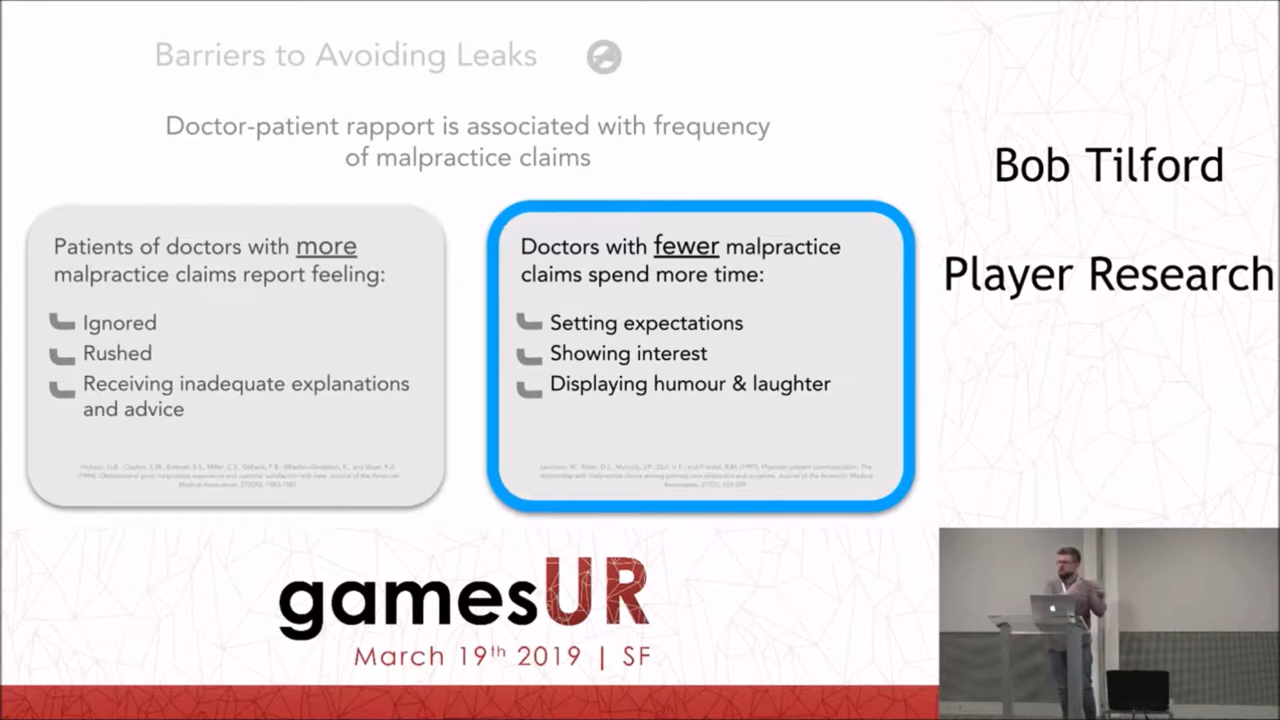 Barriers to Avoiding Leaks
Doctor-patient rapport is associated with frequency
of malpractice claims
Patients of doctors with more
malpractice claims report feeling:
Ignored
Rushed
Receiving inadequate explanations
and advice
Doctors with fewer malpractice
claims spend more time:
Setting expectations
Showing interest
Displaying humour & laughter
Bob Tilford
Player Research
gamesUR
March 19th 2019 | SF